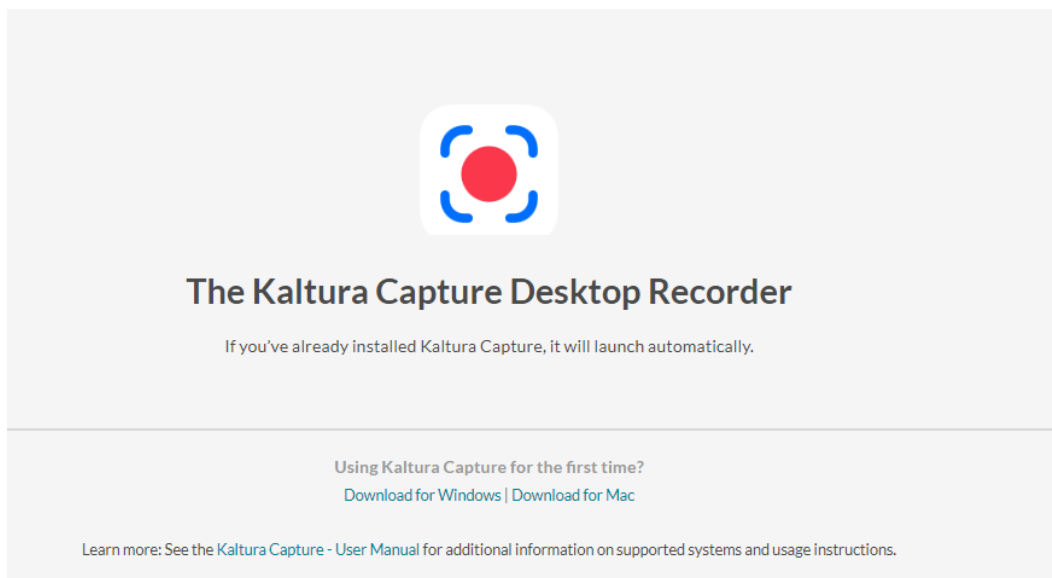 The Kaltura Capture Desktop Recorder
If you've already installed Kaltura Capture, it will launch automatically.
Using Kaltura Capture for the first time?
Download for Windows | Download for Mac
Learn more: See the Kaltura Capture - User Manual for additional information on supported systems and usage instructions.